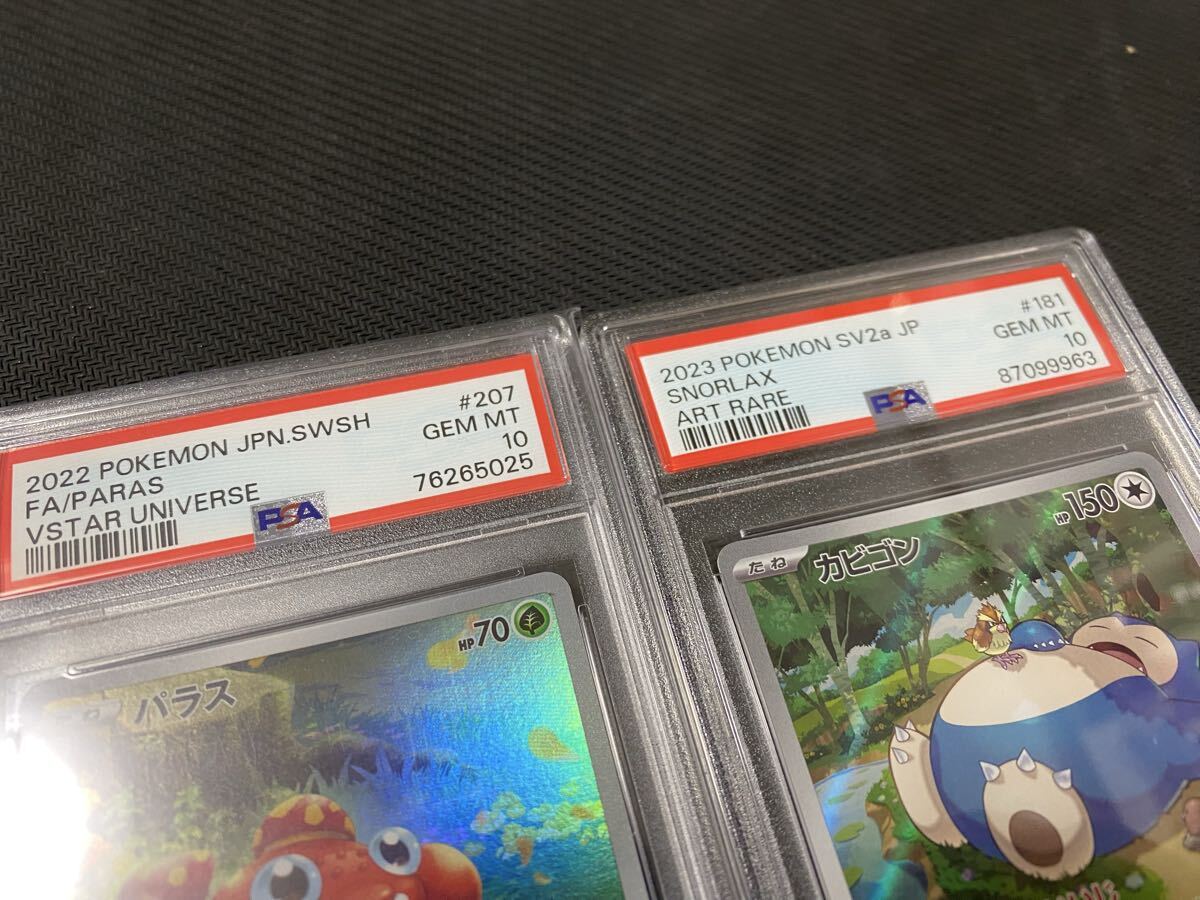 2022 POKEMON JPN.SWSH #207
FA/PARAS GEM MT
VSTAR UNIVERSE 10
76265025
PSA
パラス HP70
2023 POKEMON SV2a JP #181
SNORLAX GEM MT
ART RARE 10
87099963
PSA
たね カビゴン HP150